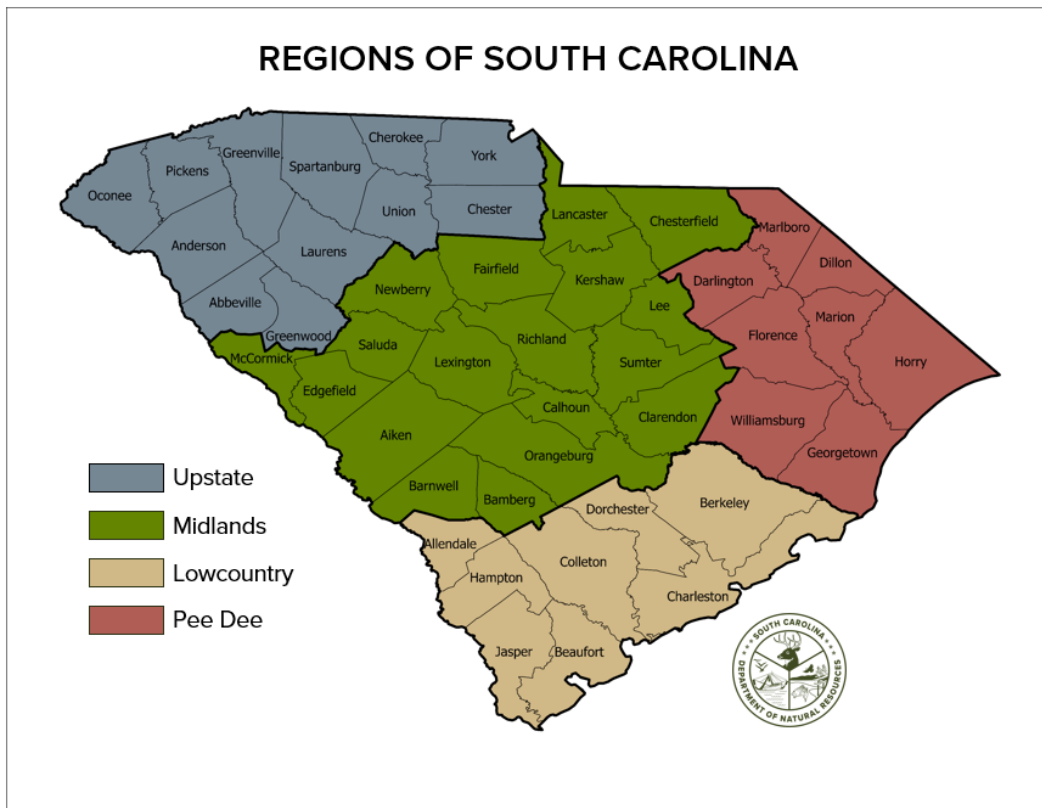 REGIONS OF SOUTH CAROLINA
Cherokee
York
Greenville
Spartanburg
Pickens
Oconee
Union
Chester
Lancaster
Chesterfield
Marlboro
Anderson
Laurens
Dillon
Fairfield
Kershaw
Darlington
Newberry
Abbeville
Lee
Marion
Greenwood
Florence
Richland
Saluda
McCormick
Lexington
Sumter
Horry
Edgefield
Calhoun
Clarendon
Williamsburg
Aiken
Georgetown
Orangeburg
Barnwell
Bamberg
Berkeley
Dorchester
Allendale
Colleton
Hampton
Charleston
Jasper
Beaufort
Upstate
Midlands
Lowcountry
Pee Dee
SOUTH CAROLINA
DEPARTMENT OF NATURAL RESOURCES